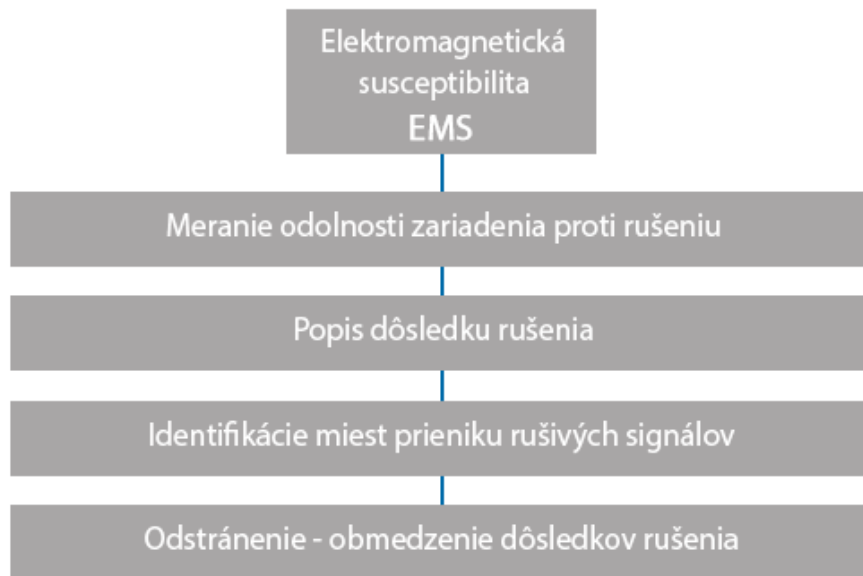 Elektromagnetická
susceptibilita
EMS
Meranie odolnosti zariadenia proti rušeniu
Popis dôsledku rušenia
Identifikácie miest prieniku rušivých signálov
Odstránenie - obmedzenie dôsledkov rušenia